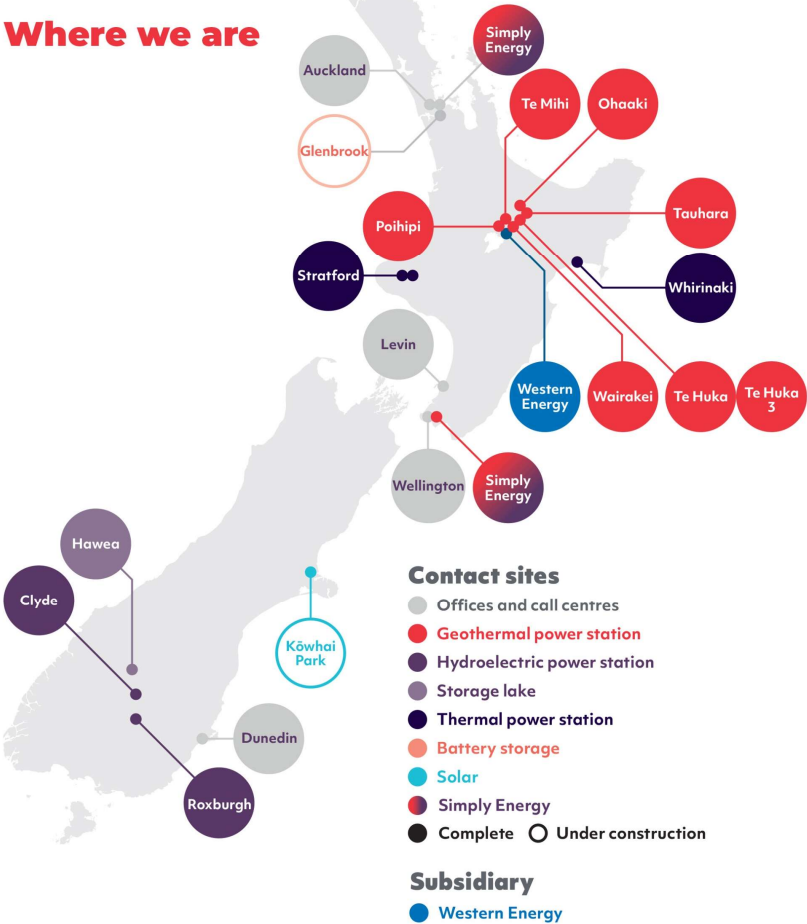 Where we are
Simply
Energy
Auckland
Te Mihi
Ohaaki
Glenbrook
Poihipi
Tauhara
Stratford
Whirinaki
Levin
Western
Energy
Wairakei
Te Huka
Te Huka
3
Wellington
Simply
Energy
Hawea
Clyde
Kōwhai
Park
Dunedin
Roxburgh
Contact sites
Offices and call centres
Geothermal power station
Hydroelectric power station
Storage lake
Thermal power station
Battery storage
Solar
Simply Energy
Complete
Under construction
Subsidiary
Western Energy